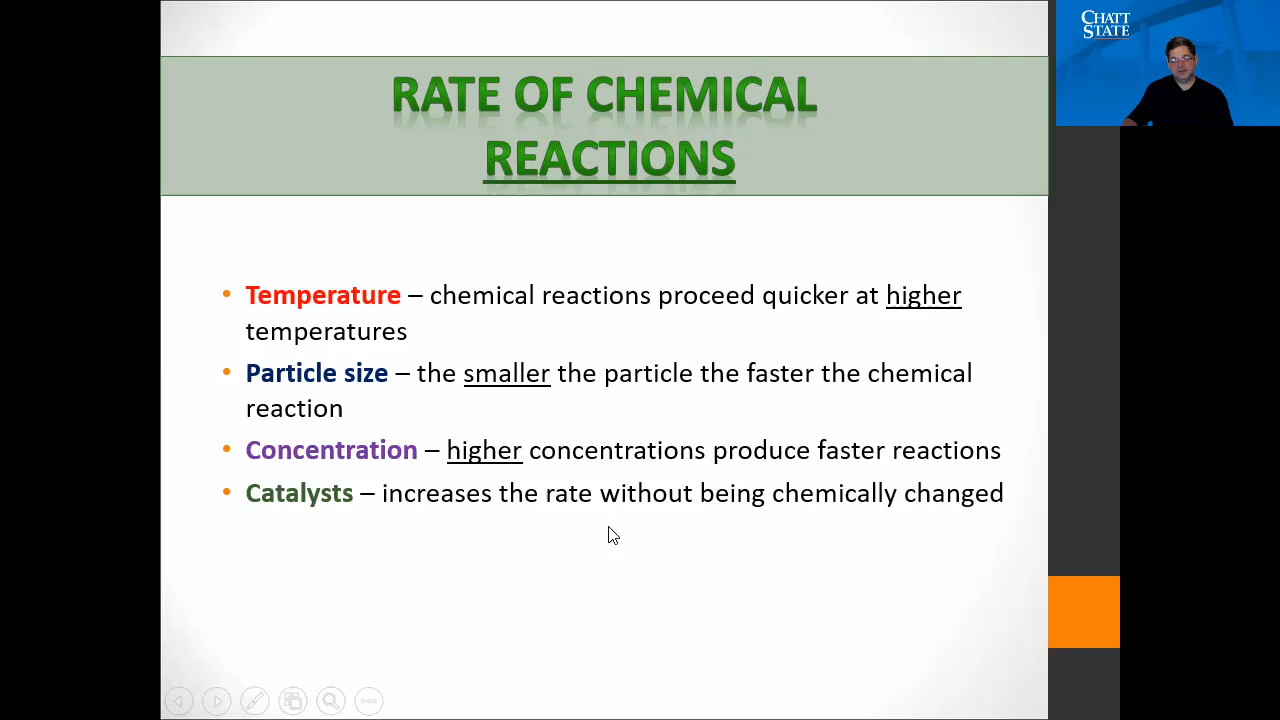 CHATT
STATE
RATE OF CHEMICAL
REACTIONS
• Temperature – chemical reactions proceed quicker at higher
temperatures
• Particle size – the smaller the particle the faster the chemical
reaction
• Concentration – higher concentrations produce faster reactions
• Catalysts – increases the rate without being chemically changed